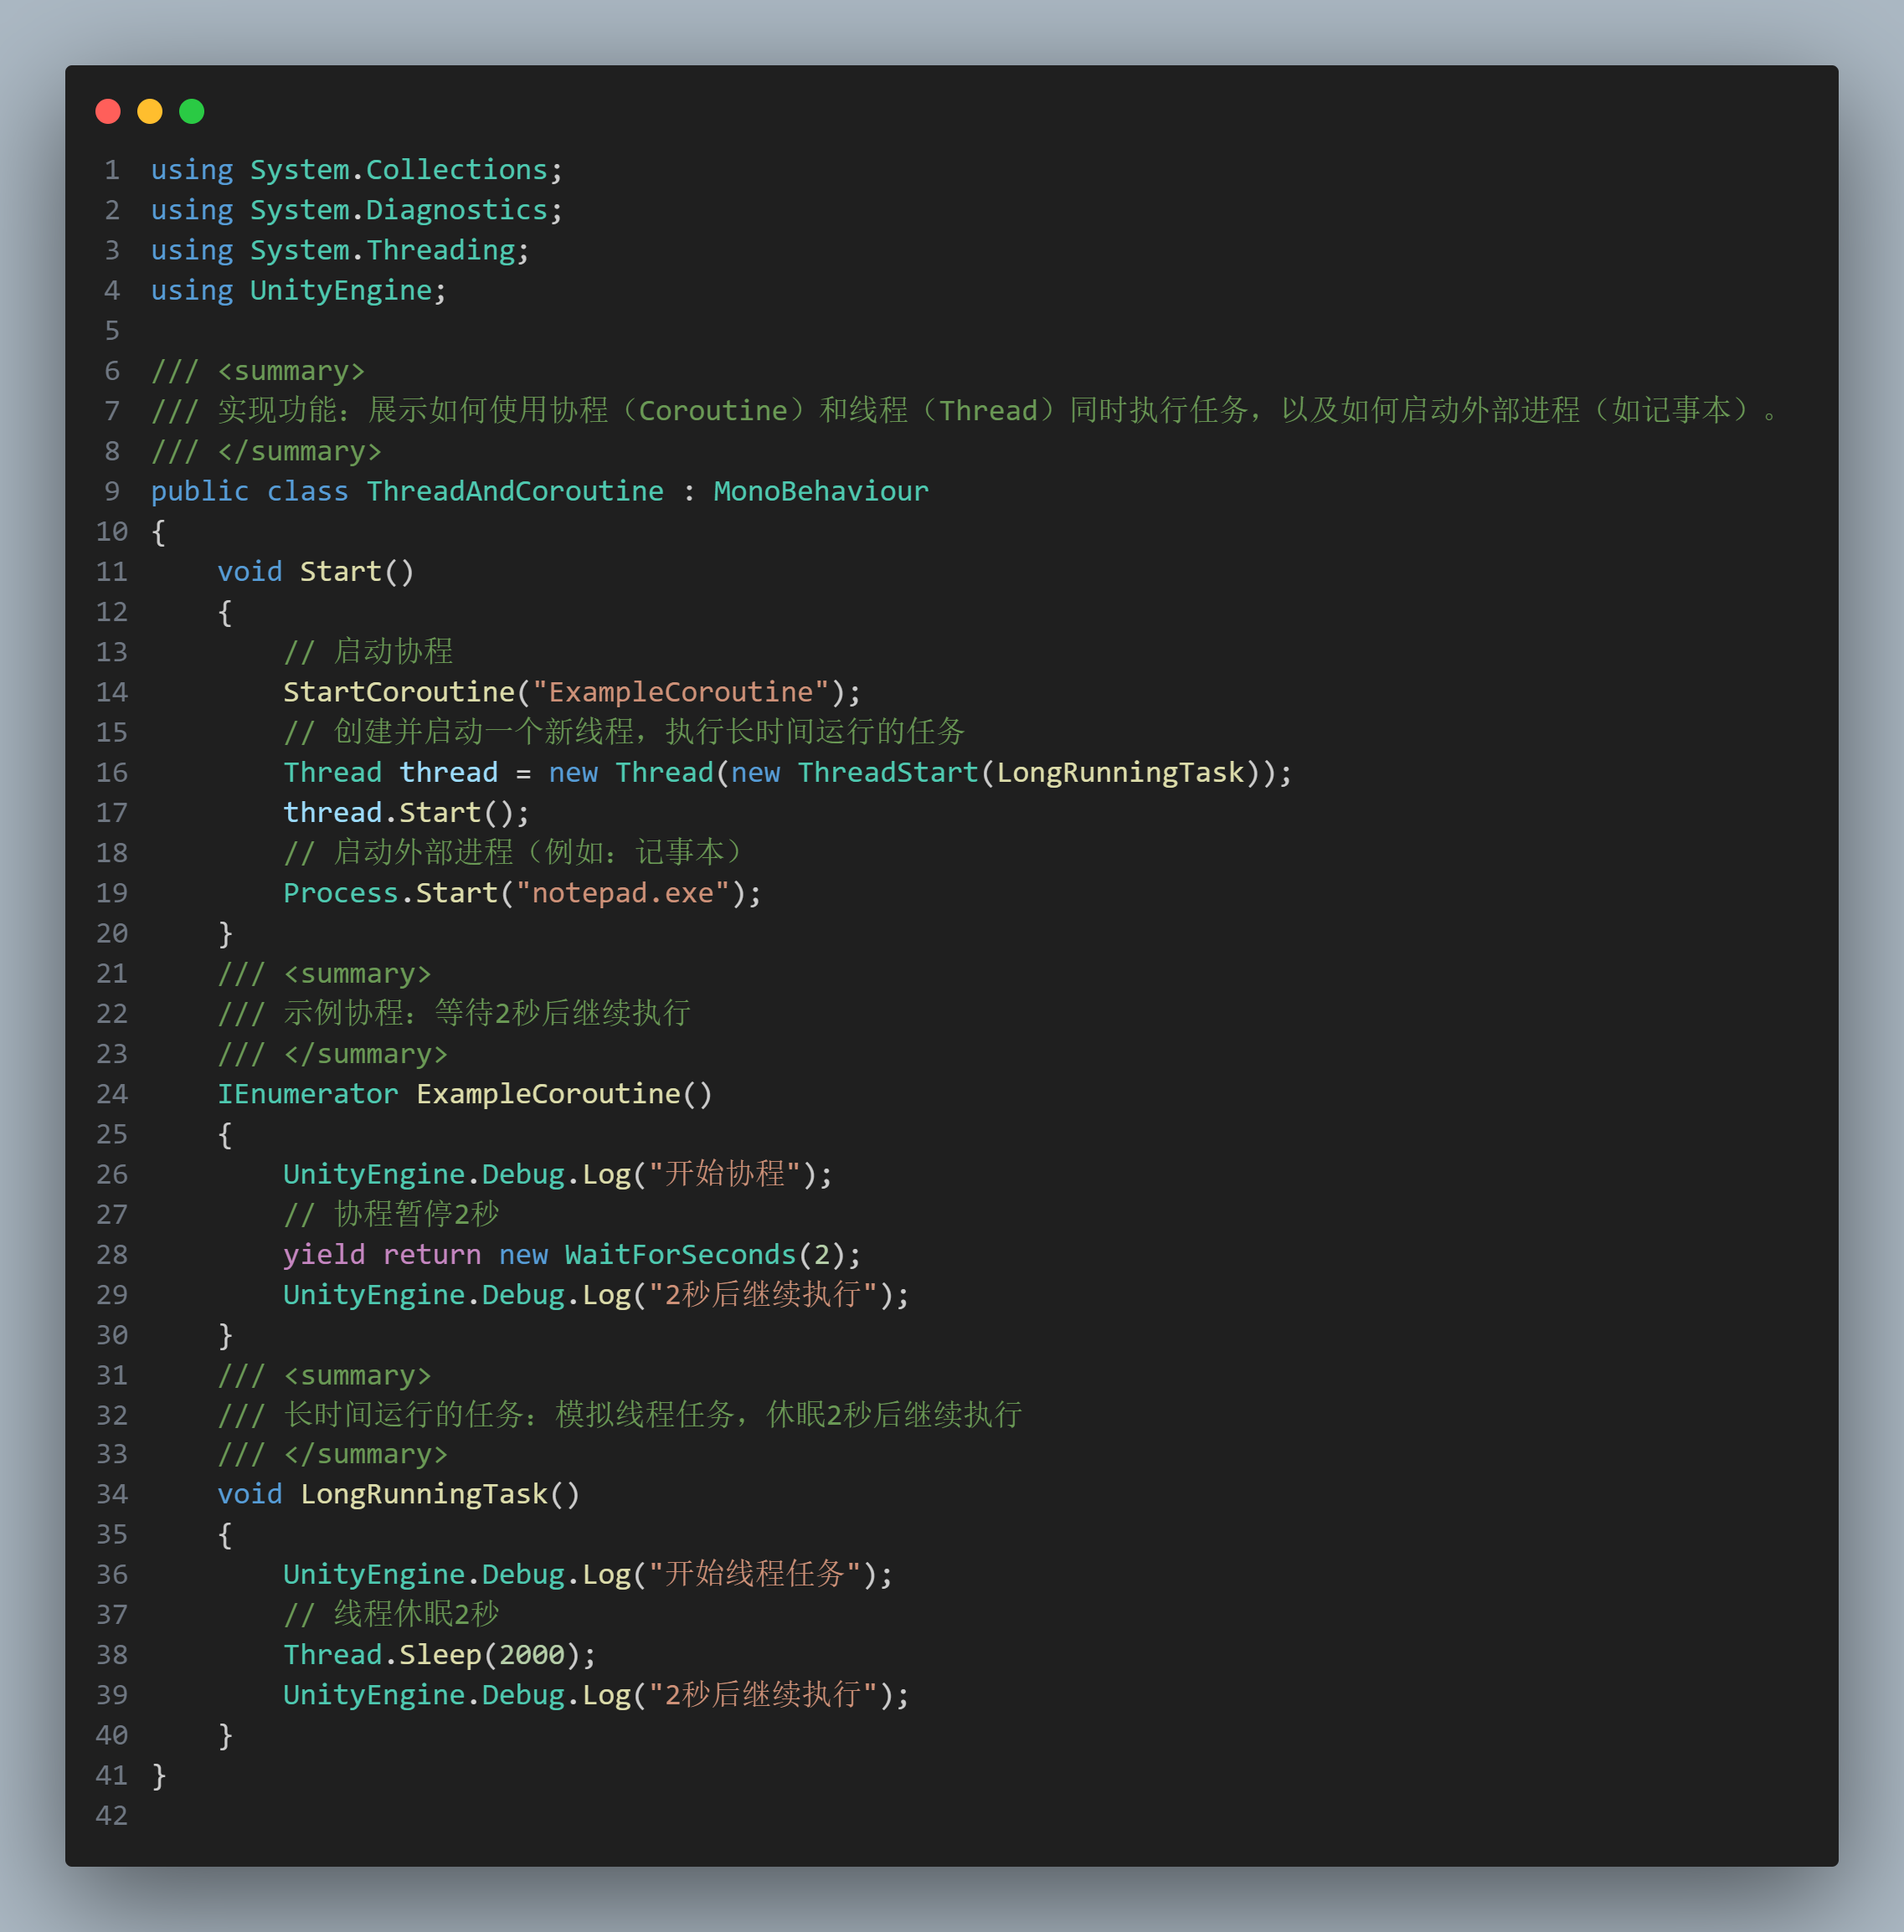 1 using System.Collections;
2 using System.Diagnostics;
3 using System.Threading;
4 using UnityEngine;
5
6 /// <summary>
7 /// 实现功能：展示如何使用协程（Coroutine）和线程（Thread）同时执行任务，以及如何启动外部进程（如记事本）。
8 /// </summary>
9 public class ThreadAndCoroutine : MonoBehaviour
10 {
11     void Start()
12     {
13         // 启动协程
14         StartCoroutine("ExampleCoroutine");
15         // 创建并启动一个新线程，执行长时间运行的任务
16         Thread thread = new Thread(new ThreadStart(LongRunningTask));
17         thread.Start();
18         // 启动外部进程（例如：记事本）
19         Process.Start("notepad.exe");
20     }
21     /// <summary>
22     /// 示例协程：等待2秒后继续执行
23     /// </summary>
24     IEnumerator ExampleCoroutine()
25     {
26         UnityEngine.Debug.Log("开始协程");
27         // 协程暂停2秒
28         yield return new WaitForSeconds(2);
29         UnityEngine.Debug.Log("2秒后继续执行");
30     }
31     /// <summary>
32     /// 长时间运行的任务：模拟线程任务，休眠2秒后继续执行
33     /// </summary>
34     void LongRunningTask()
35     {
36         UnityEngine.Debug.Log("开始线程任务");
37         // 线程休眠2秒
38         Thread.Sleep(2000);
39         UnityEngine.Debug.Log("2秒后继续执行");
40     }
41 }
42